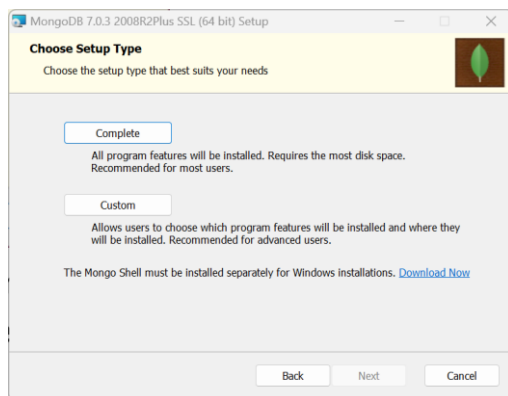 MongoDB 7.0.3 2008R2Plus SSL (64 bit) Setup
Choose Setup Type
Choose the setup type that best suits your needs
Complete
All program features will be installed. Requires the most disk space.
Recommended for most users.
Custom
Allows users to choose which program features will be installed and where they
will be installed. Recommended for advanced users.
The Mongo Shell must be installed separately for Windows installations. Download Now
Back Next Cancel